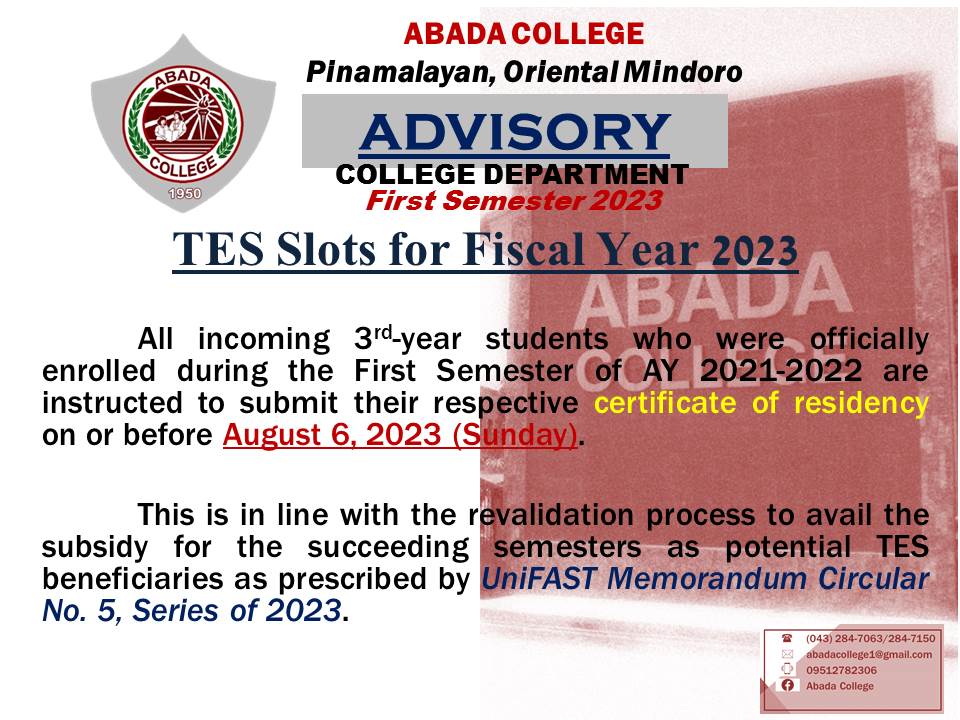 ABADA COLLEGE
Pinamalayan, Oriental Mindoro
ADVISORY
COLLEGE DEPARTMENT
First Semester 2023
ABADA
COLLEGE
1950
TES Slots for Fiscal Year 2023
ABADA
COLLEGE
All incoming 3rd-year students who were officially
enrolled during the First Semester of AY 2021-2022 are
instructed to submit their respective certificate of residency
on or before August 6, 2023 (Sunday).
This is in line with the revalidation process to avail the
subsidy for the succeeding semesters as potential TES
beneficiaries as prescribed by UniFAST Memorandum Circular
No. 5, Series of 2023.
(043) 284-7063/284-7150
abadacollege1@gmail.com
09512782306
Abada College